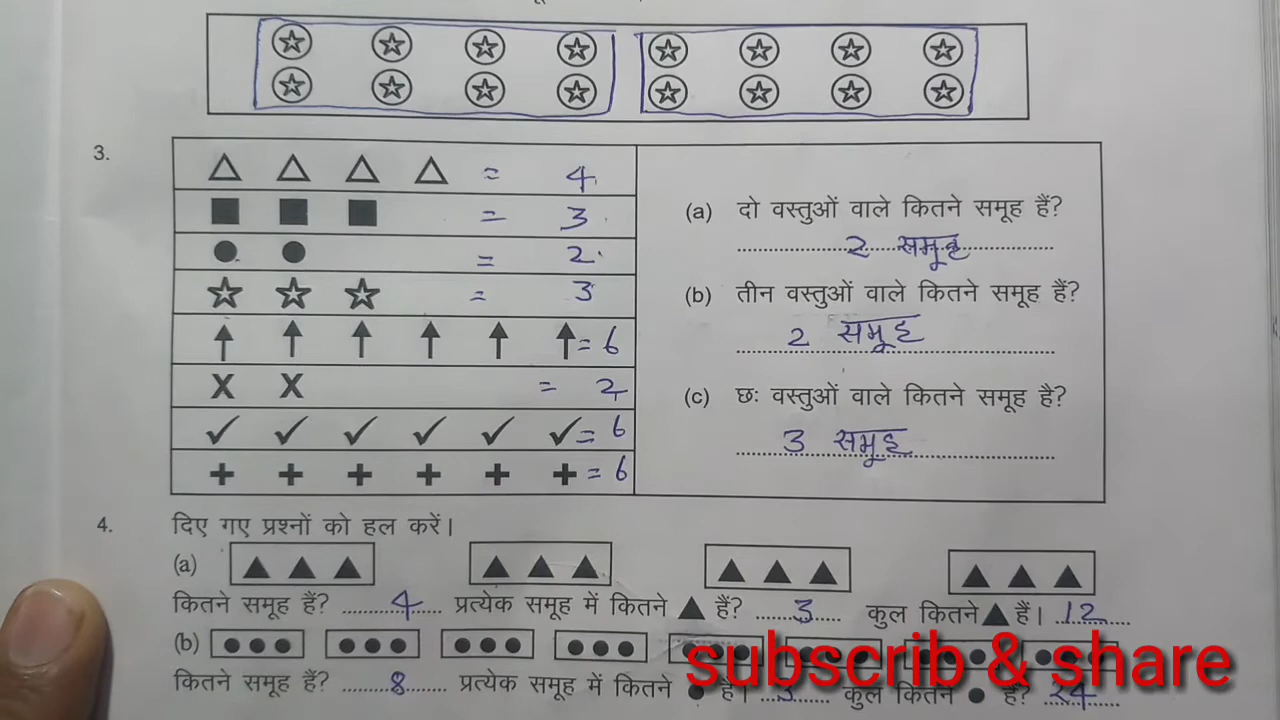 3.
= 4
= 3
= 2
= 3
= 6
= 2
= 6
= 6
(a) दो वस्तुओं वाले कितने समूह हैं?
2 समूह
(b) तीन वस्तुओं वाले कितने समूह हैं?
2 समूह
(c) छः वस्तुओं वाले कितने समूह है?
3 समूह
4. दिए गए प्रश्नों को हल करें।
(a)
कितने समूह हैं? 4 प्रत्येक समूह में कितने ▲ हैं? 3 कुल कितने ▲ हैं। 12
(b)
subscrib & share
कितने समूह हैं? 8 प्रत्येक समूह में कितने ● हैं। 3 कुल कितने ● हैं? 24